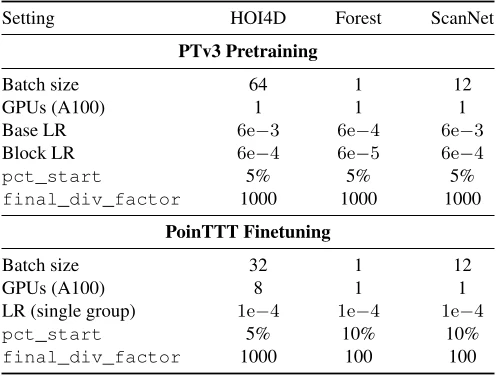 Setting HOI4D Forest ScanNet
PTv3 Pretraining
Batch size 64 1 12
GPUs (A100) 1 1 1
Base LR 6e−3 6e−4 6e−3
Block LR 6e−4 6e−5 6e−4
pct_start 5% 5% 5%
final_div_factor 1000 1000 1000
PoinTTT Finetuning
Batch size 32 1 12
GPUs (A100) 8 1 1
LR (single group) 1e−4 1e−4 1e−4
pct_start 5% 10% 10%
final_div_factor 1000 100 100